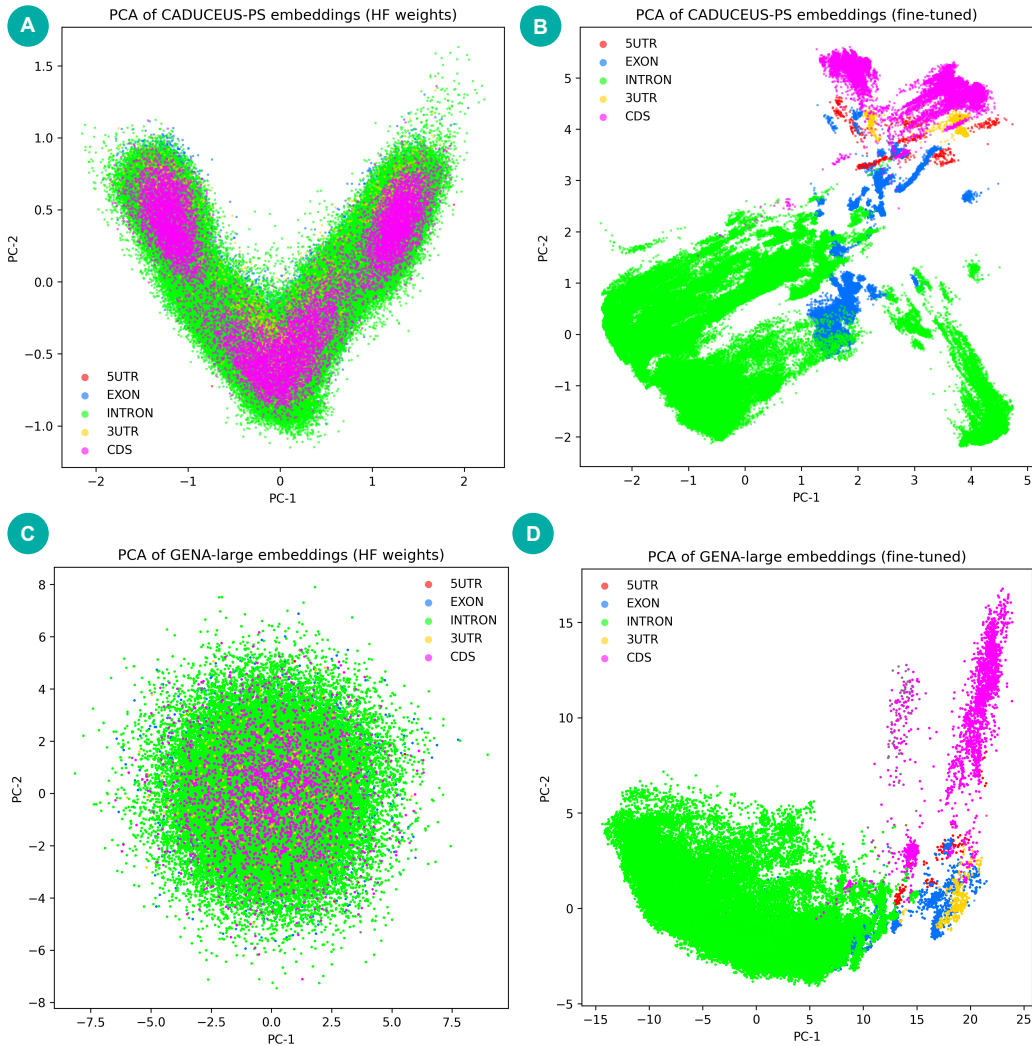 A
PCA of CADUCEUS-PS embeddings (HF weights)
1.5
1.0
0.5
0.0
−0.5
−1.0
PC-2
5UTR
EXON
INTRON
3UTR
CDS
−2
−1
0
1
2
PC-1
B
PCA of CADUCEUS-PS embeddings (fine-tuned)
5UTR
EXON
INTRON
3UTR
CDS
5
4
3
2
1
0
−1
−2
PC-2
−2
−1
0
1
2
3
4
5
PC-1
C
PCA of GENA-large embeddings (HF weights)
5UTR
EXON
INTRON
3UTR
CDS
8
6
4
2
0
−2
−4
−6
−8
PC-2
−7.5
−5.0
−2.5
0.0
2.5
5.0
7.5
PC-1
D
PCA of GENA-large embeddings (fine-tuned)
5UTR
EXON
INTRON
3UTR
CDS
15
10
5
0
−5
PC-2
−15
−10
−5
0
5
10
15
20
25
PC-1